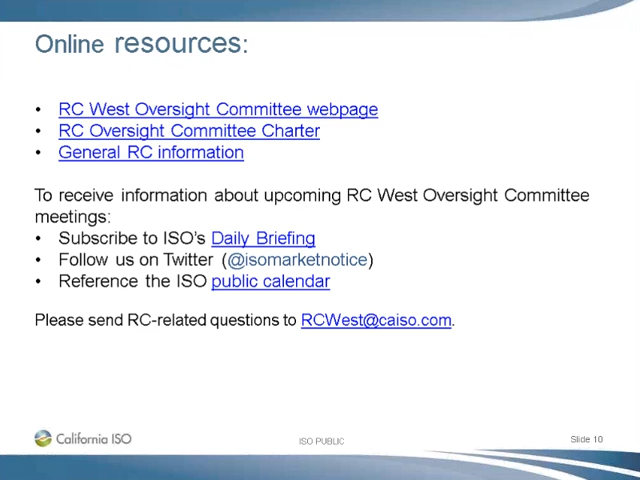 Online resources:
• RC West Oversight Committee webpage
• RC Oversight Committee Charter
• General RC information
To receive information about upcoming RC West Oversight Committee
meetings:
• Subscribe to ISO's Daily Briefing
• Follow us on Twitter (@isomarketnotice)
• Reference the ISO public calendar
Please send RC-related questions to RCWest@caiso.com.
California ISO
ISO PUBLIC
Slide 10